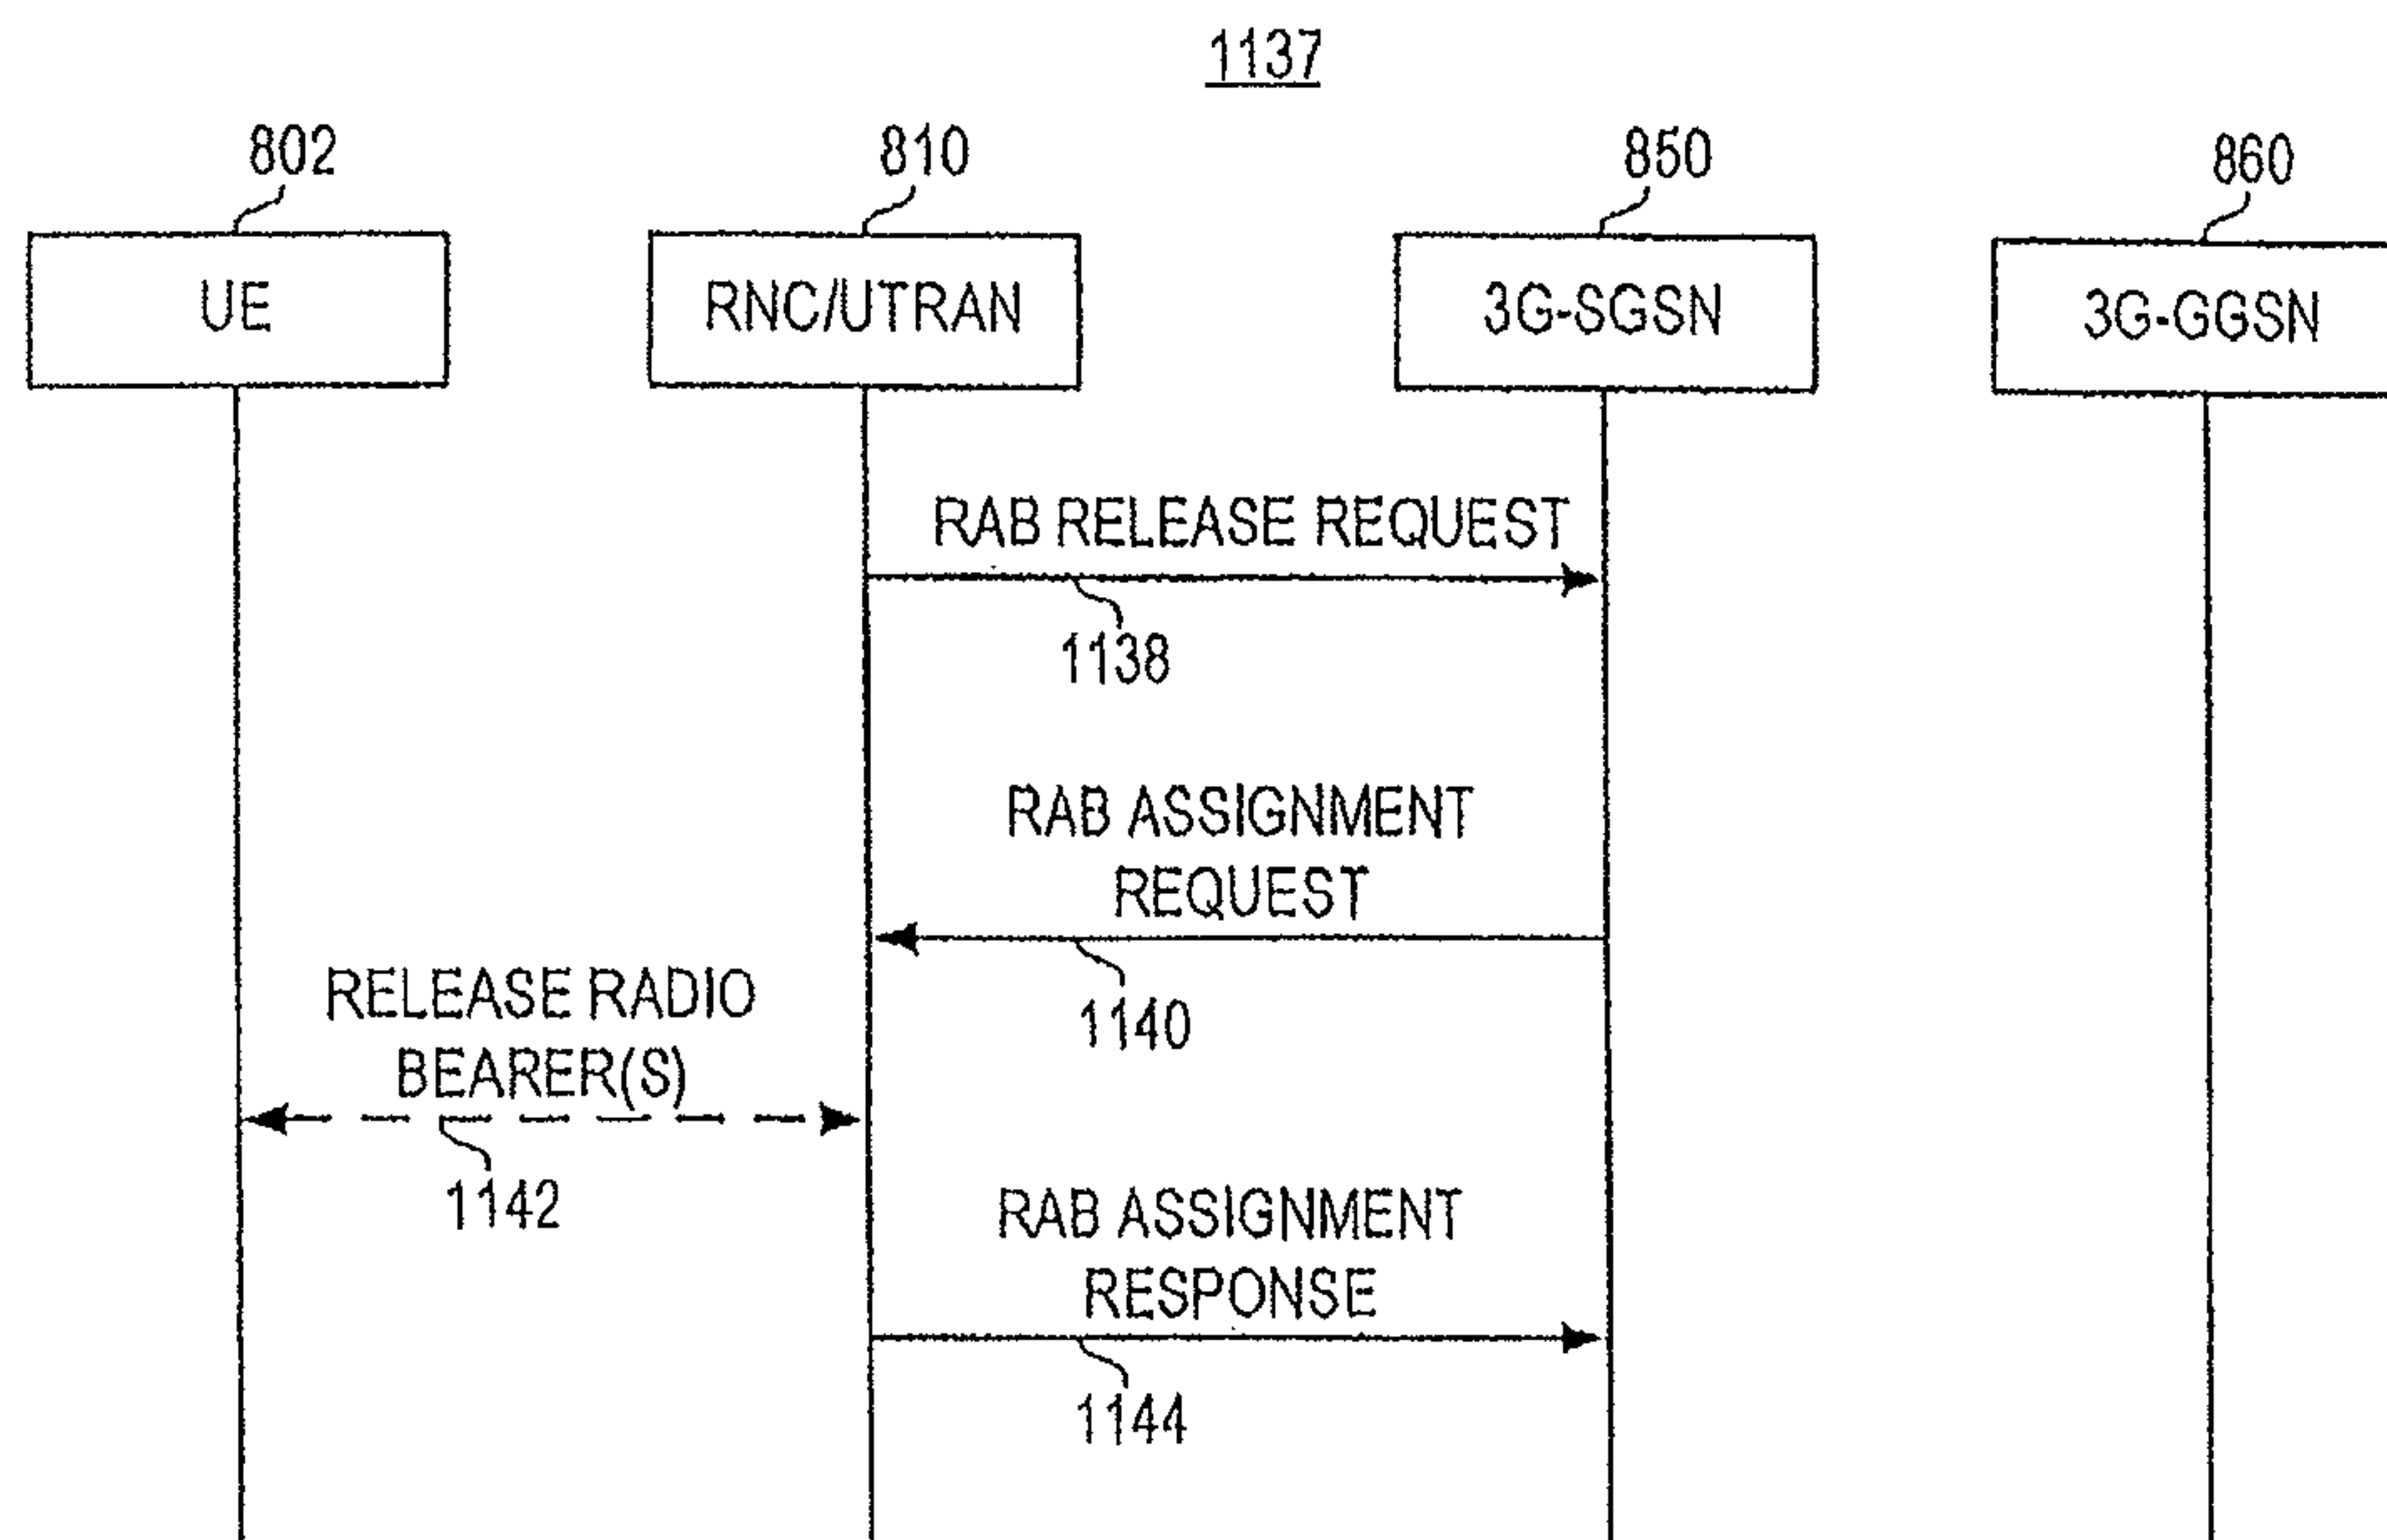 1137
802
810
850
860
UE
RNC/UTRAN
3G-SGSN
3G-GGSN
RAB RELEASE REQUEST
1138
RAB ASSIGNMENT
REQUEST
1140
RELEASE RADIO
BEARER(S)
1142
RAB ASSIGNMENT
RESPONSE
1144